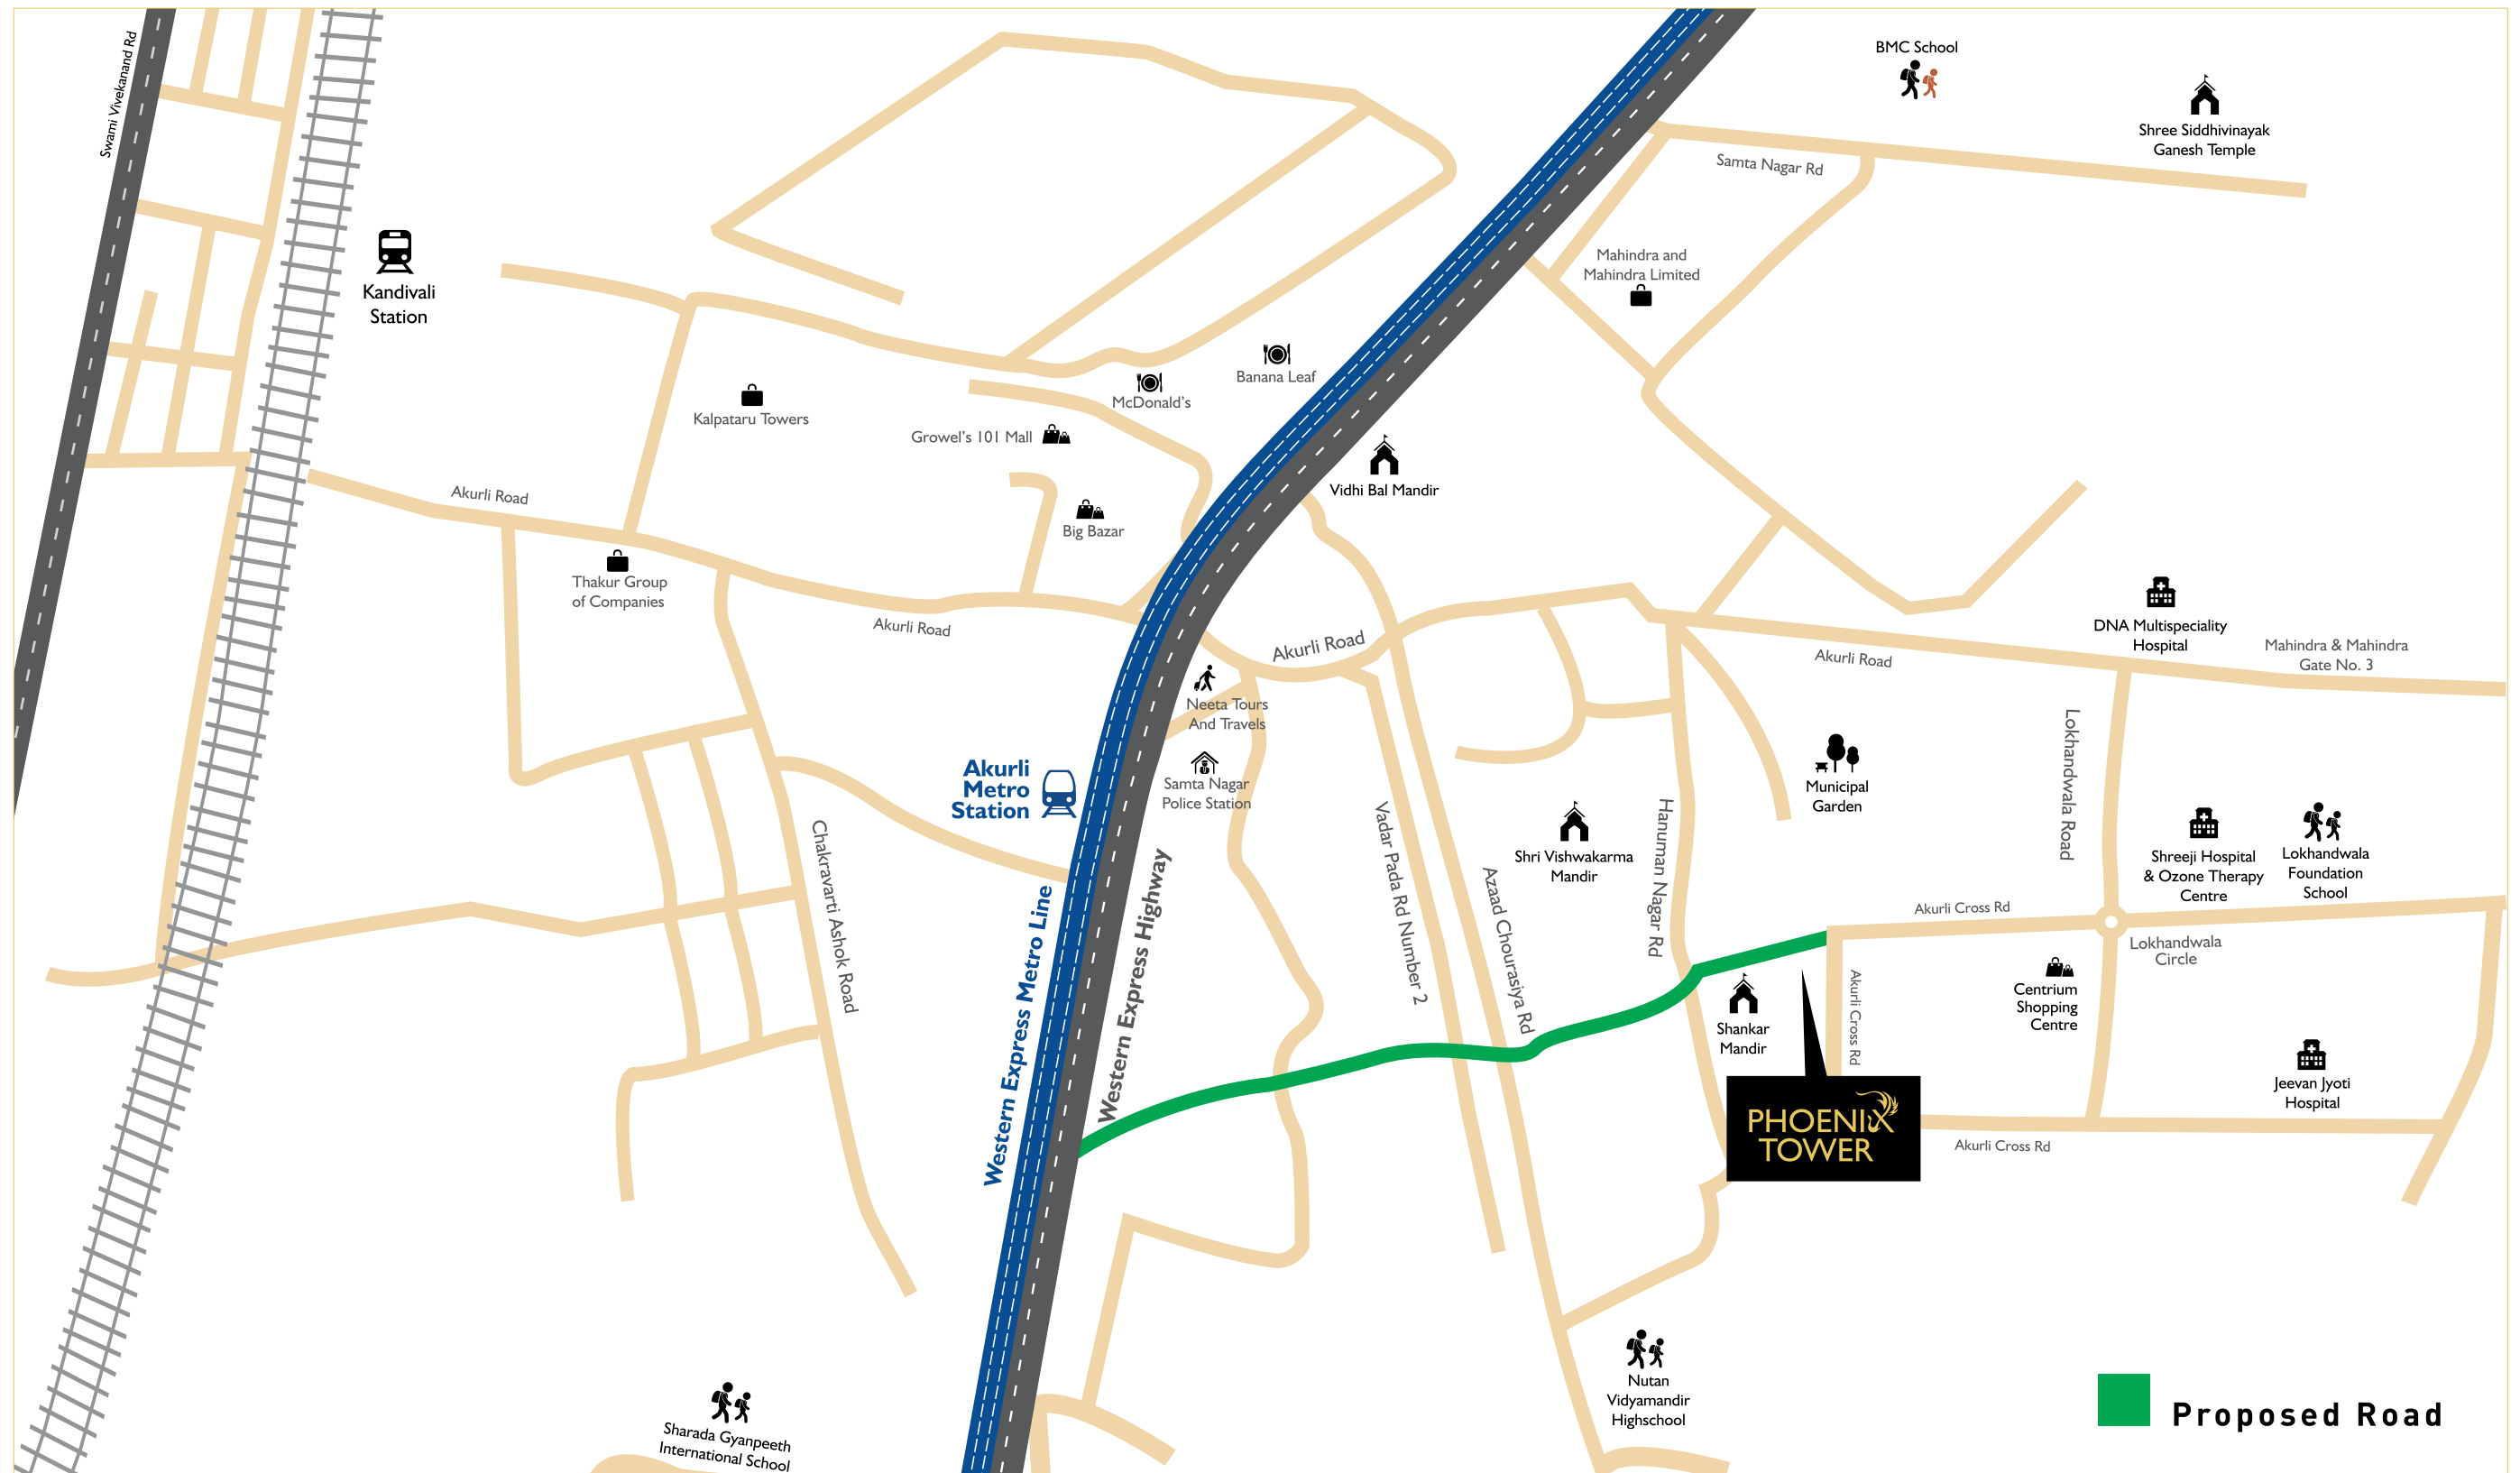 Swami Vivekanand Rd
BMC School
Shree Siddhivinayak
Ganesh Temple
Samta Nagar Rd
Kandivali
Station
Mahindra and
Mahindra Limited
Banana Leaf
McDonald's
Kalpataru Towers
Growel's 101 Mall
Vidhi Bal Mandir
Akurli Road
Big Bazar
Thakur Group
of Companies
Akurli Road
Akurli Road
Akurli Road
DNA Multispeciality
Hospital
Mahindra & Mahindra
Gate No. 3
Neeta Tours
And Travels
Akurli
Metro
Station
Samta Nagar
Police Station
Municipal
Garden
Lokhandwala Road
Chakravarti Ashok Road
Western Express Metro Line
Western Express Highway
Vadar Pada Rd Number 2
Azaad Chourasiya Rd
Shri Vishwakarma
Mandir
Hanuman Nagar Rd
Shreeji Hospital
& Ozone Therapy
Centre
Lokhandwala
Foundation
School
Akurli Cross Rd
Lokhandwala
Circle
Centrium
Shopping
Centre
Shankar
Mandir
Akurli Cross Rd
Jeevan Jyoti
Hospital
PHOENIX
TOWER
Akurli Cross Rd
Nutan
Vidyamandir
Highschool
Sharada Gyanpeeth
International School
Proposed Road